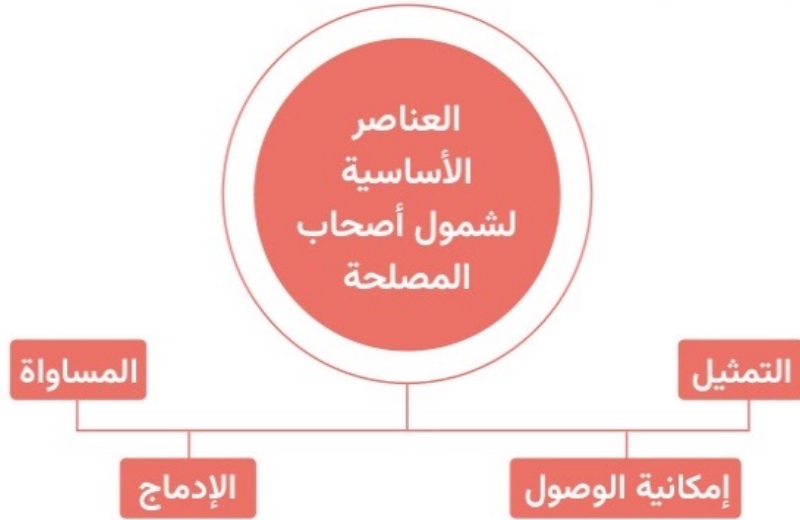 العناصر
الأساسية
لشمول أصحاب
المصلحة
التمثيل
المساواة
إمكانية الوصول
الإدماج